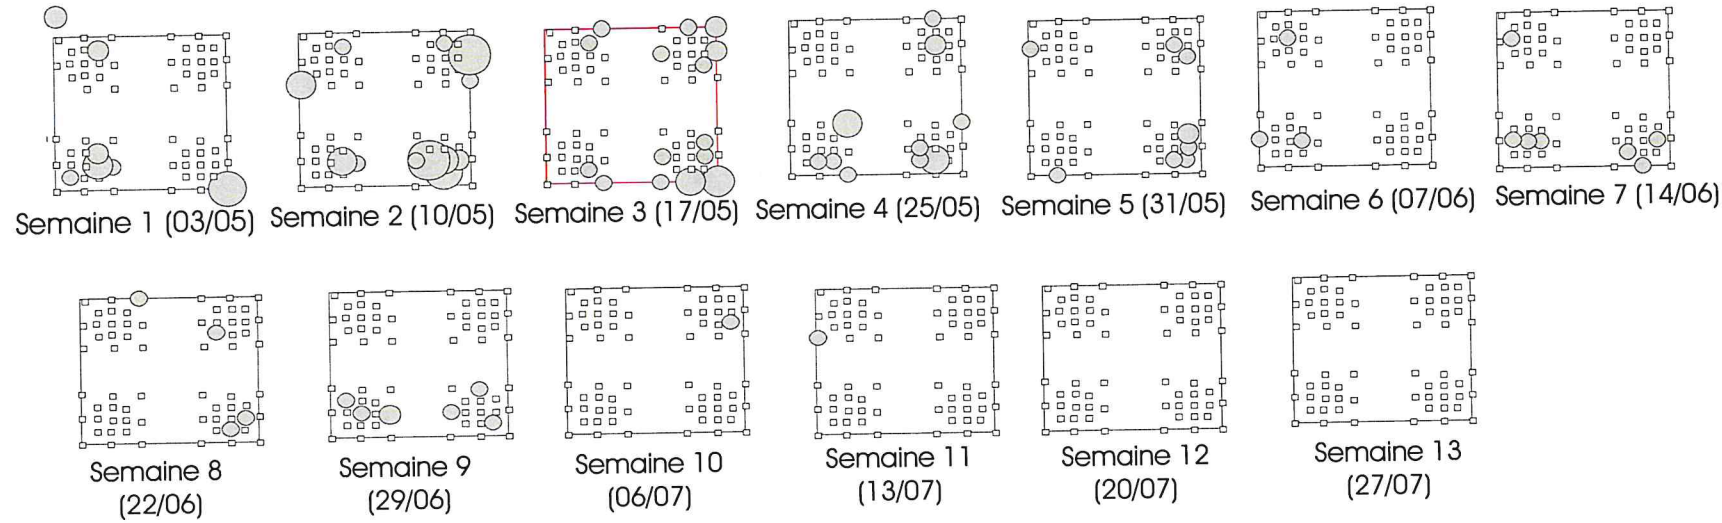 Semaine 1 (03/05)
Semaine 2 (10/05)
Semaine 3 (17/05)
Semaine 4 (25/05)
Semaine 5 (31/05)
Semaine 6 (07/06)
Semaine 7 (14/06)
Semaine 8
(22/06)
Semaine 9
(29/06)
Semaine 10
(06/07)
Semaine 11
(13/07)
Semaine 12
(20/07)
Semaine 13
(27/07)